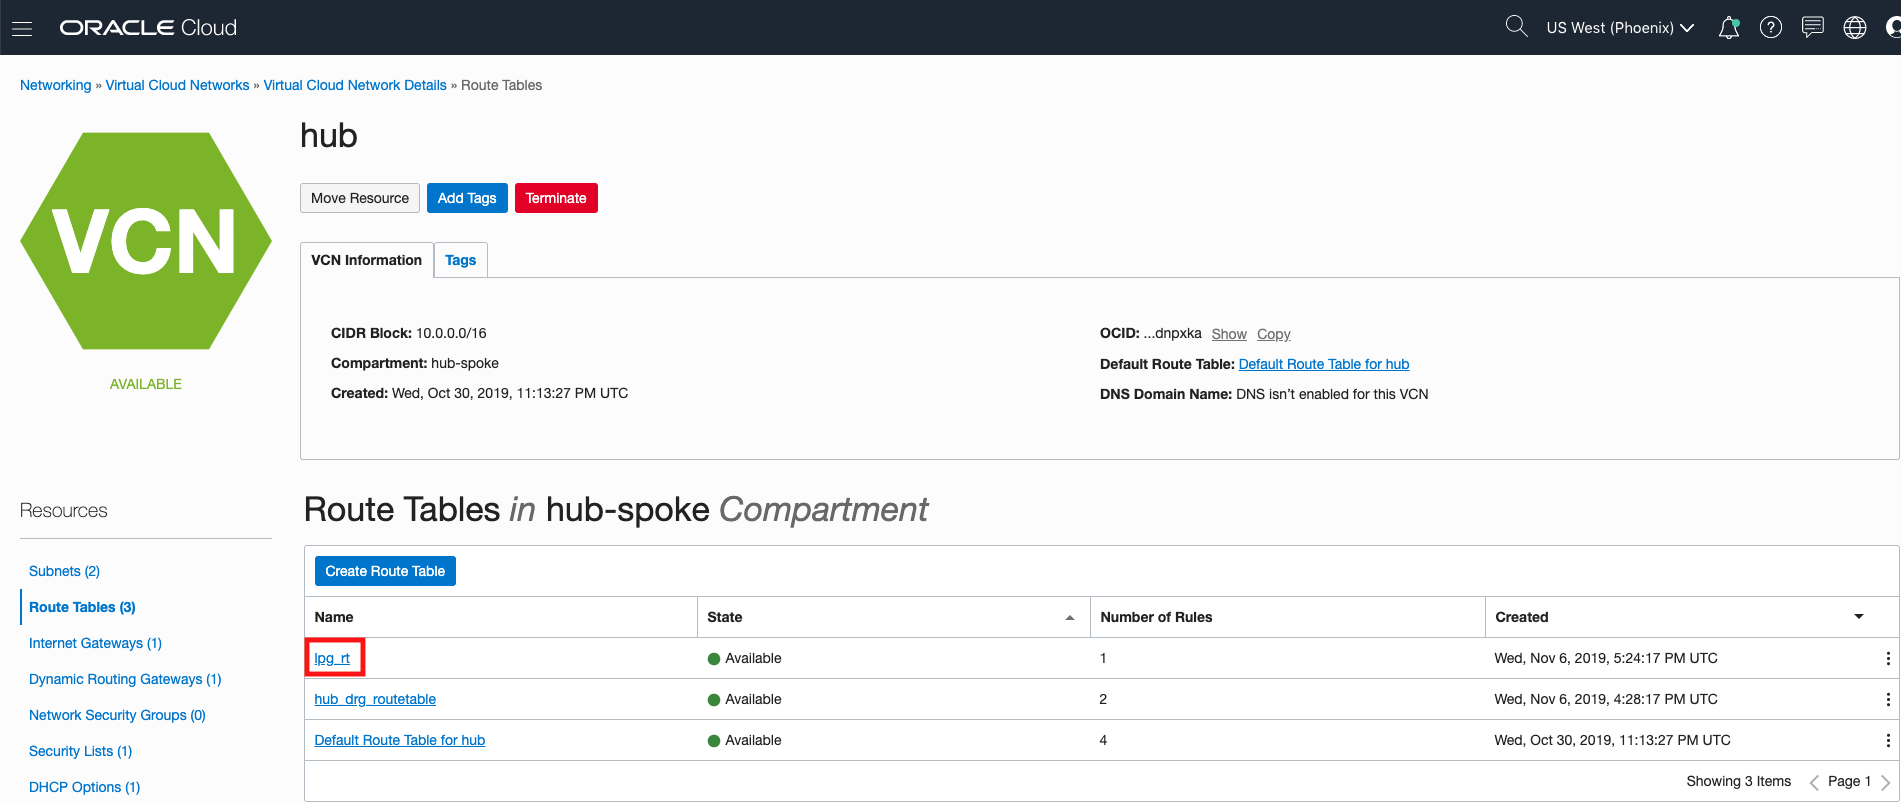 ORACLE Cloud
US West (Phoenix)
Networking » Virtual Cloud Networks » Virtual Cloud Network Details » Route Tables
VCN
AVAILABLE
hub
Move Resource Add Tags Terminate
VCN Information Tags
CIDR Block: 10.0.0.0/16
Compartment: hub-spoke
Created: Wed, Oct 30, 2019, 11:13:27 PM UTC
OCID: ...dnpxka Show Copy
Default Route Table: Default Route Table for hub
DNS Domain Name: DNS isn't enabled for this VCN
Resources
Subnets (2)
Route Tables (3)
Internet Gateways (1)
Dynamic Routing Gateways (1)
Network Security Groups (0)
Security Lists (1)
DHCP Options (1)
Route Tables in hub-spoke Compartment
Create Route Table
Name State Number of Rules Created
lpg_rt Available 1 Wed, Nov 6, 2019, 5:24:17 PM UTC
hub_drg_routetable Available 2 Wed, Nov 6, 2019, 4:28:17 PM UTC
Default Route Table for hub Available 4 Wed, Oct 30, 2019, 11:13:27 PM UTC
Showing 3 Items Page 1